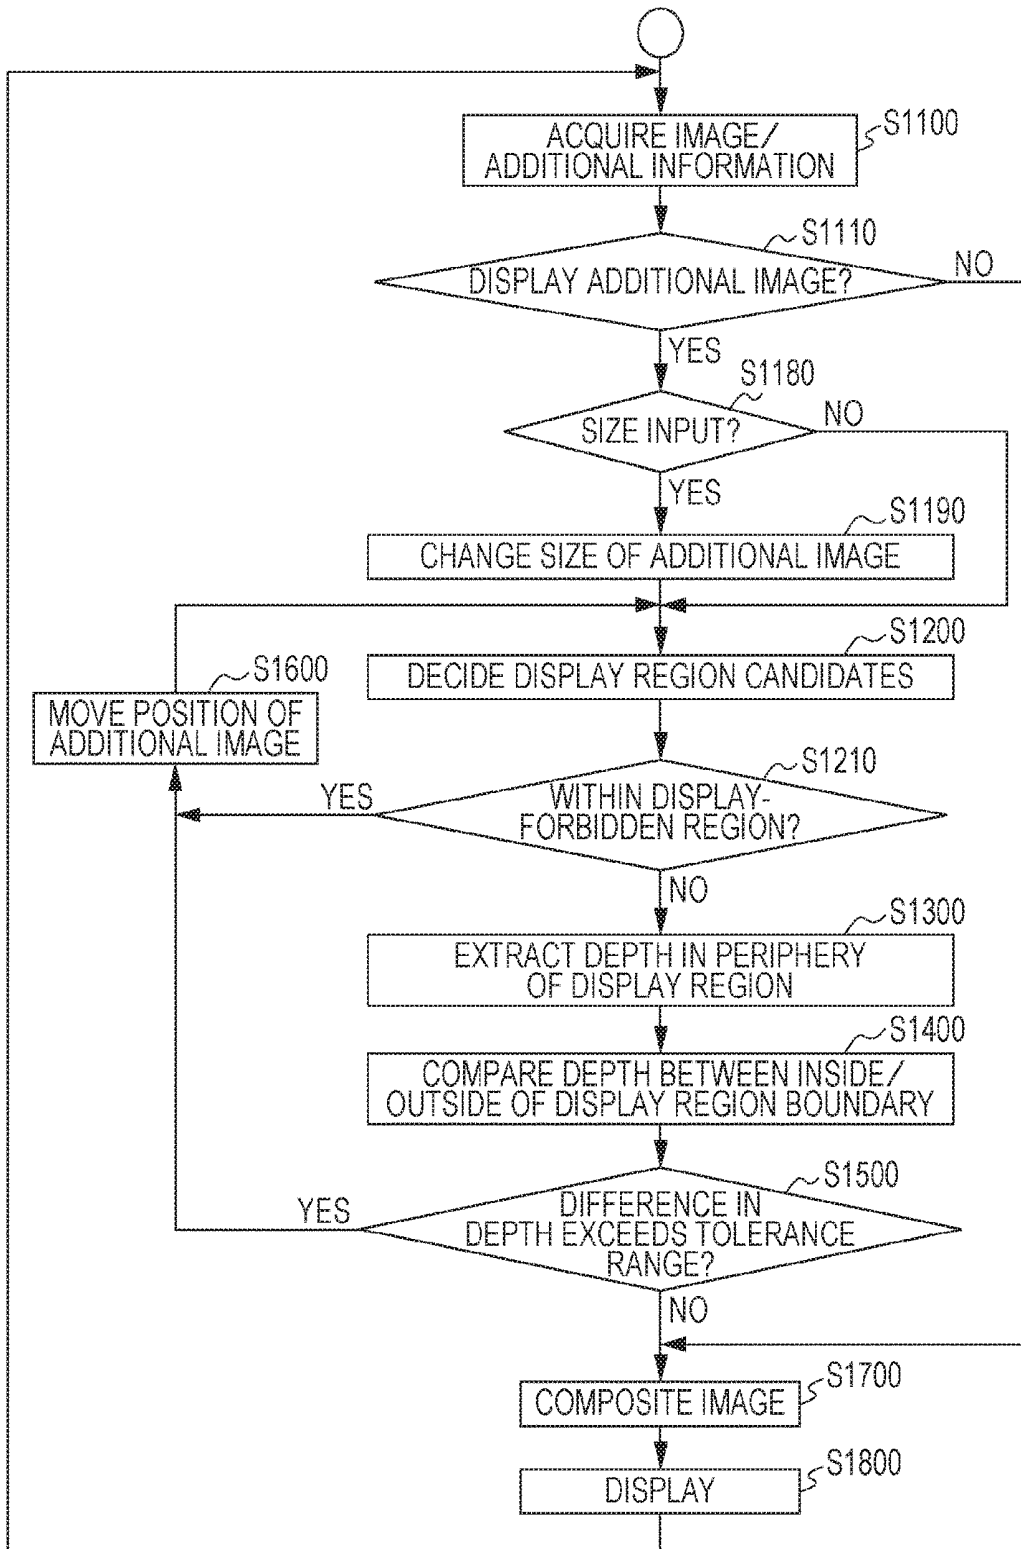 S1100
ACQUIRE IMAGE/
ADDITIONAL INFORMATION
S1110
DISPLAY ADDITIONAL IMAGE?
NO
YES
S1180
SIZE INPUT?
NO
YES
S1190
CHANGE SIZE OF ADDITIONAL IMAGE
S1200
DECIDE DISPLAY REGION CANDIDATES
S1600
MOVE POSITION OF
ADDITIONAL IMAGE
S1210
WITHIN DISPLAY-
FORBIDDEN REGION?
YES
NO
S1300
EXTRACT DEPTH IN PERIPHERY
OF DISPLAY REGION
S1400
COMPARE DEPTH BETWEEN INSIDE/
OUTSIDE OF DISPLAY REGION BOUNDARY
S1500
DIFFERENCE IN
DEPTH EXCEEDS TOLERANCE
RANGE?
YES
NO
S1700
COMPOSITE IMAGE
S1800
DISPLAY